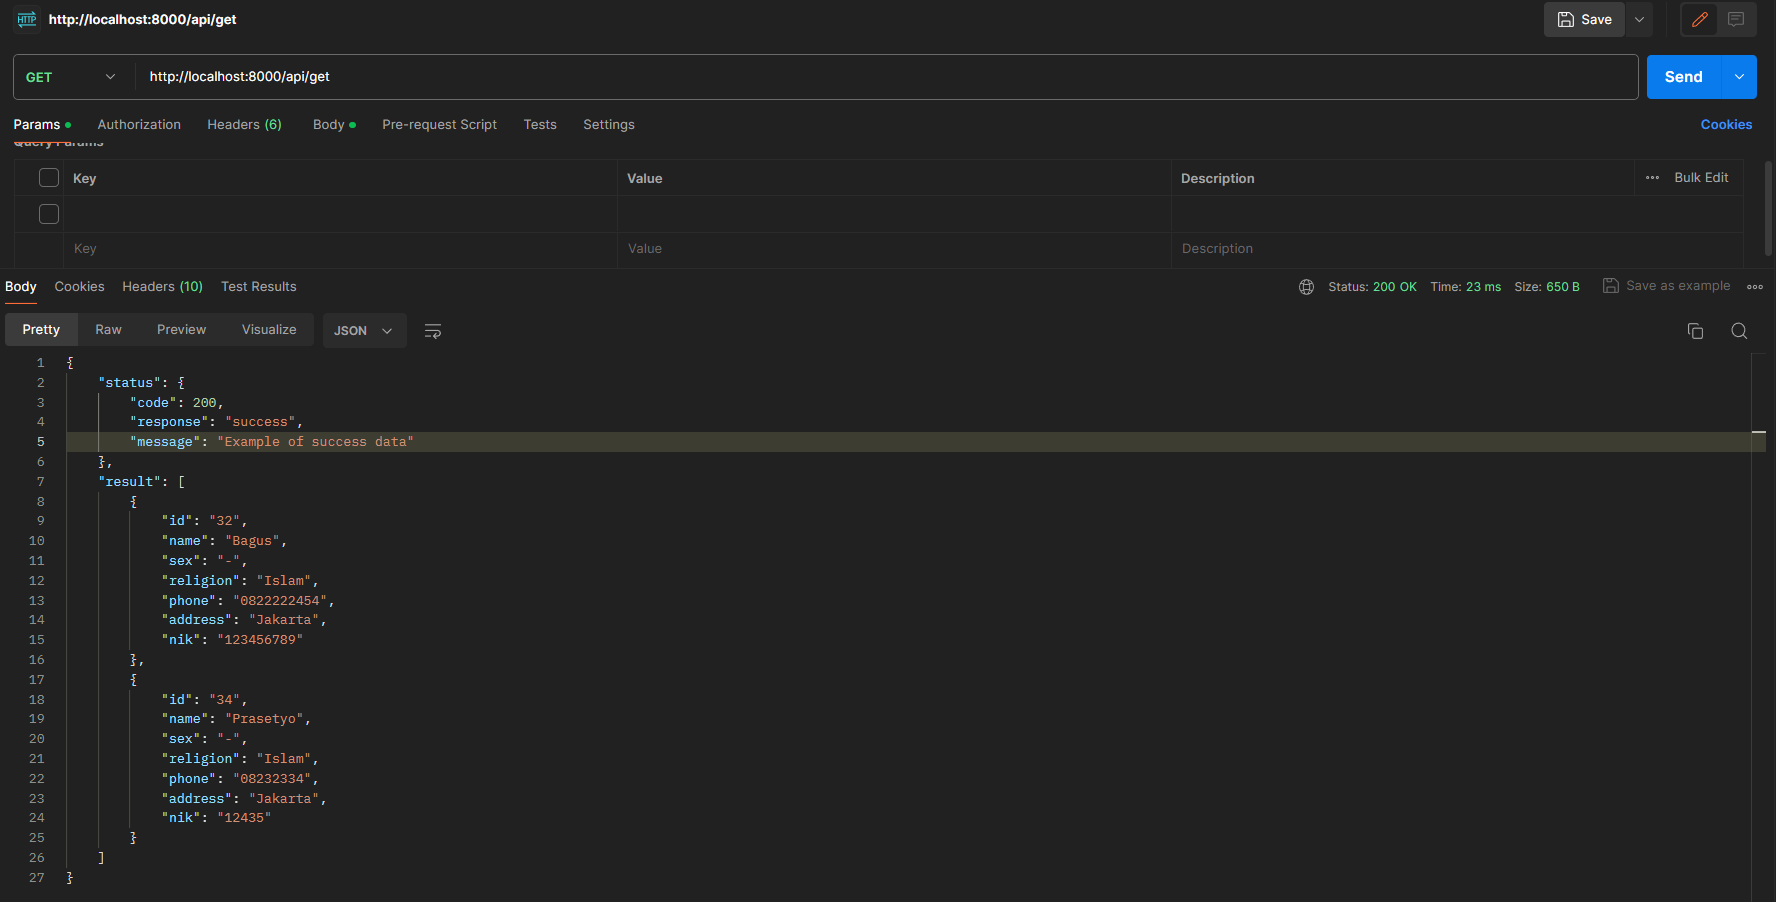 HTTP http://localhost:8000/api/get Save
GET http://localhost:8000/api/get Send
Params Authorization Headers (6) Body Pre-request Script Tests Settings Cookies
Query Params
Key Value Description Bulk Edit
Key Value Description
Body Cookies Headers (10) Test Results Status: 200 OK Time: 23 ms Size: 650 B Save as example
Pretty Raw Preview Visualize JSON
1 {
2 "status": {
3 "code": 200,
4 "response": "success",
5 "message": "Example of success data"
6 },
7 "result": [
8 {
9 "id": "32",
10 "name": "Bagus",
11 "sex": "-",
12 "religion": "Islam",
13 "phone": "0822222454",
14 "address": "Jakarta",
15 "nik": "123456789"
16 },
17 {
18 "id": "34",
19 "name": "Prasetyo",
20 "sex": "-",
21 "religion": "Islam",
22 "phone": "08232334",
23 "address": "Jakarta",
24 "nik": "12435"
25 }
26 ]
27 }